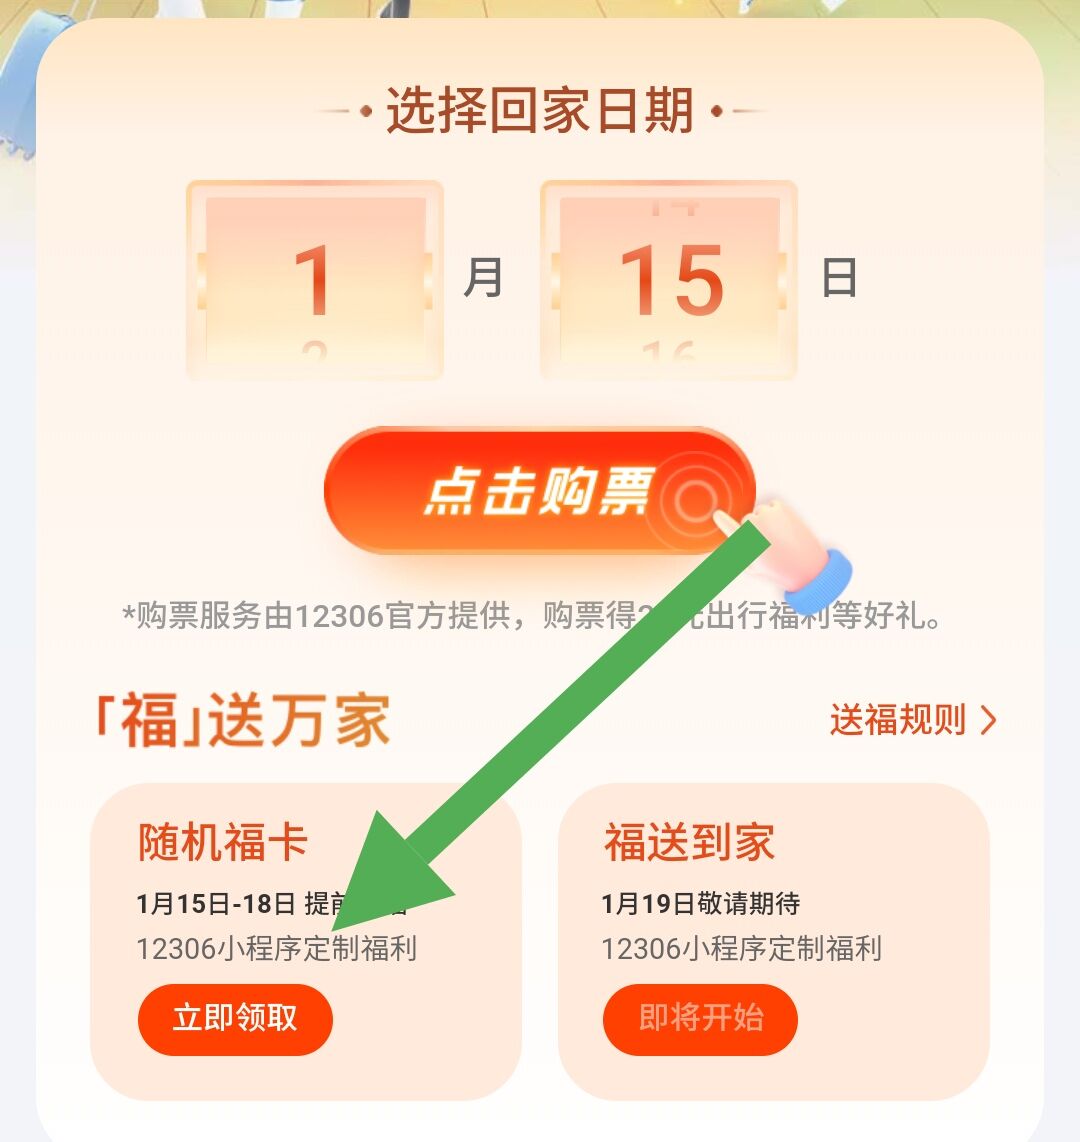 选择回家日期
1月 15日
2 16
点击购票
*购票服务由12306官方提供，购票得 出行福利等好礼。
「福」送万家
送福规则
随机福卡
1月15日-18日 提前
12306小程序定制福利
立即领取
福送到家
1月19日敬请期待
12306小程序定制福利
即将开始